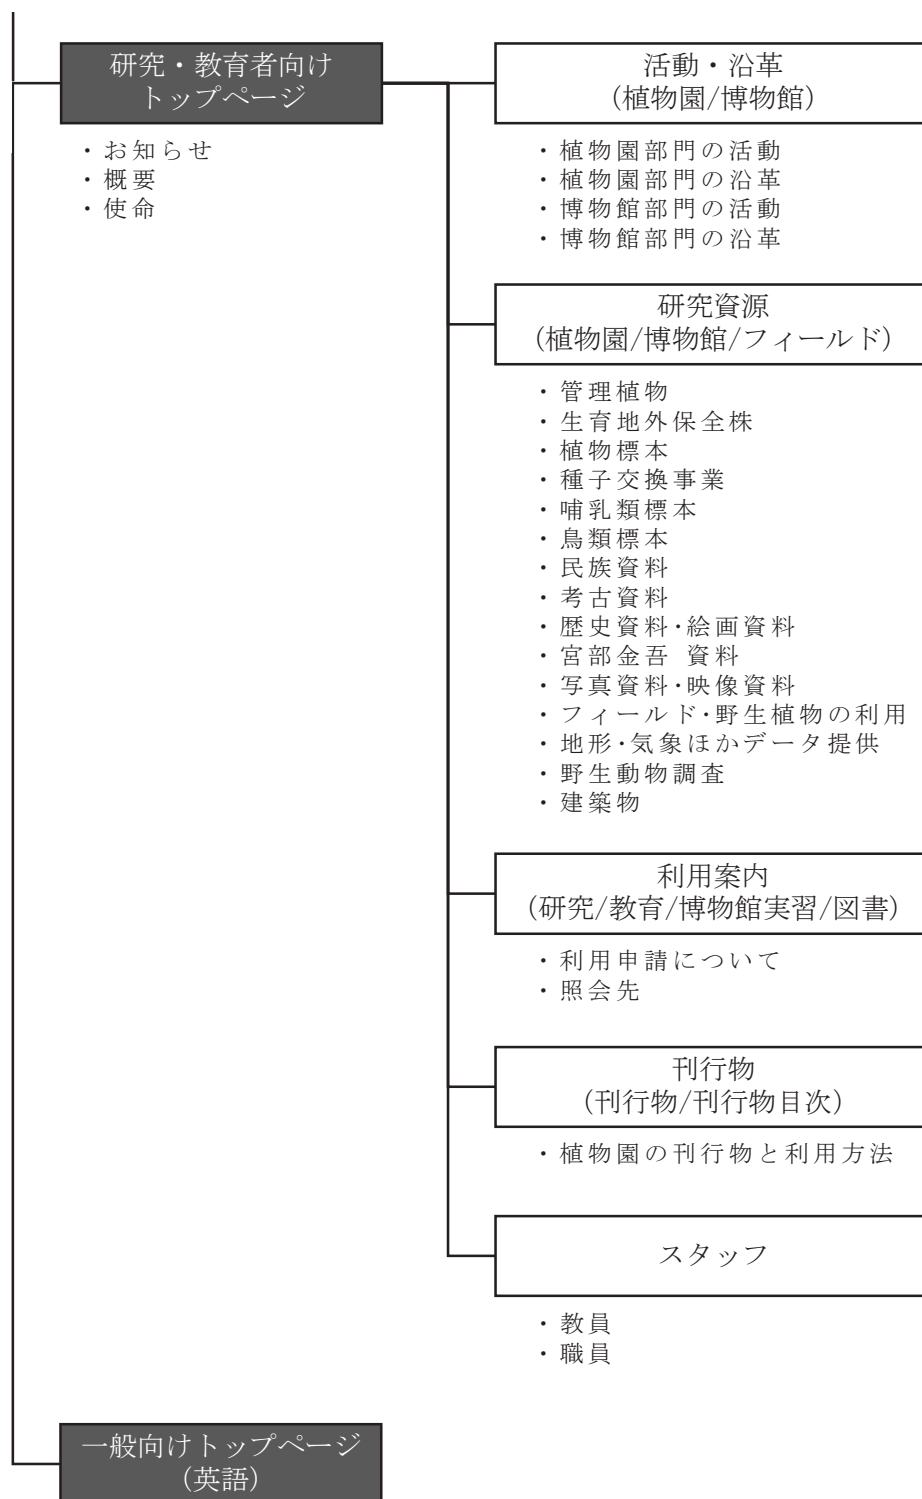 研究・教育者向け
トップページ
・お知らせ
・概要
・使命
活動・沿革
(植物園/博物館)
・植物園部門の活動
・植物園部門の沿革
・博物館部門の活動
・博物館部門の沿革
研究資源
(植物園/博物館/フィールド)
・管理植物
・生育地外保全株
・植物標本
・種子交換事業
・哺乳類標本
・鳥類標本
・民族資料
・考古資料
・歴史資料・絵画資料
・宮部金吾 資料
・写真資料・映像資料
・フィールド・野生植物の利用
・地形・気象ほかデータ提供
・野生動物調査
・建築物
利用案内
(研究/教育/博物館実習/図書)
・利用申請について
・照会先
刊行物
(刊行物/刊行物目次)
・植物園の刊行物と利用方法
スタッフ
・教員
・職員
一般向けトップページ
(英語)